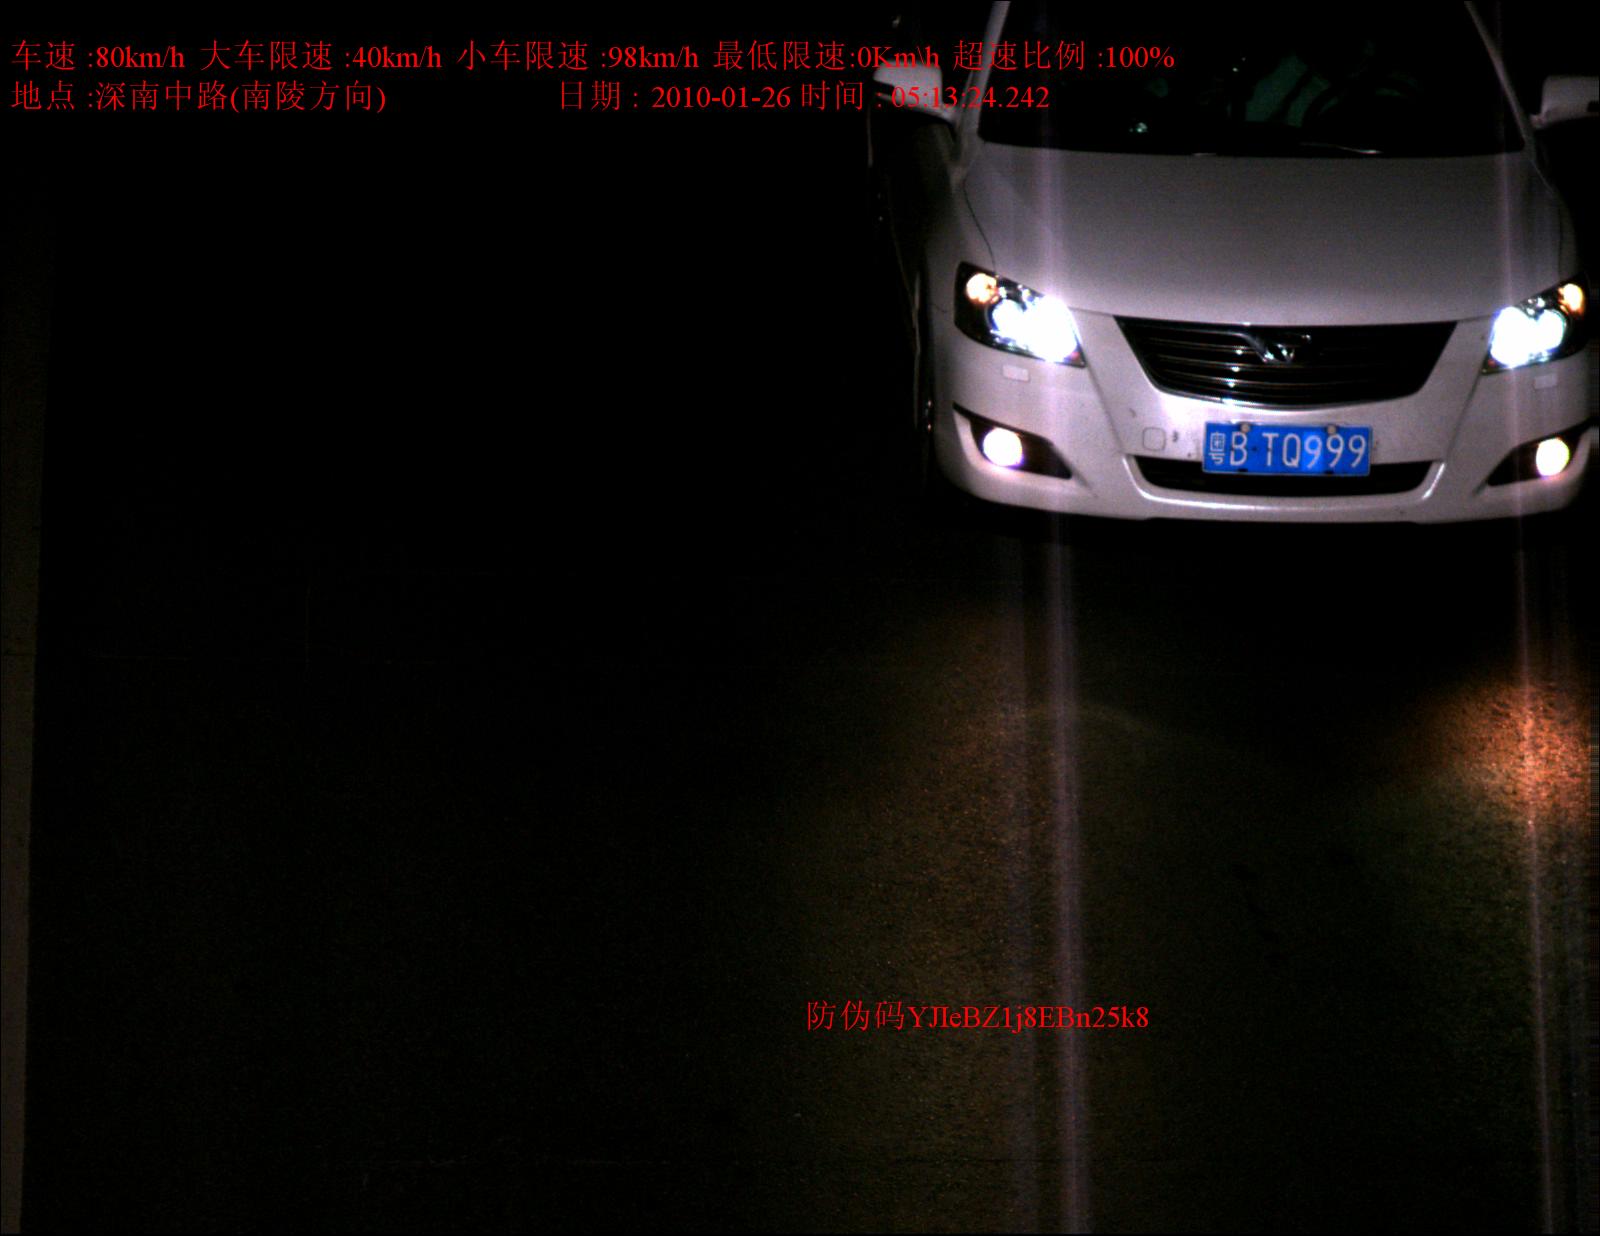 车速 :80km/h 大车限速 :40km/h 小车限速 :98km/h 最低限速:0Km\h 超速比例 :100%
地点 :深南中路(南陵方向) 日期 : 2010-01-26 时间 : 05:13:24.242
粤B·TQ999
防伪码YJIeBZ1j8EBn25k8